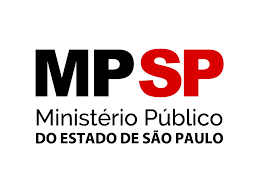 MPSP
Ministério Público
DO ESTADO DE SÃO PAULO